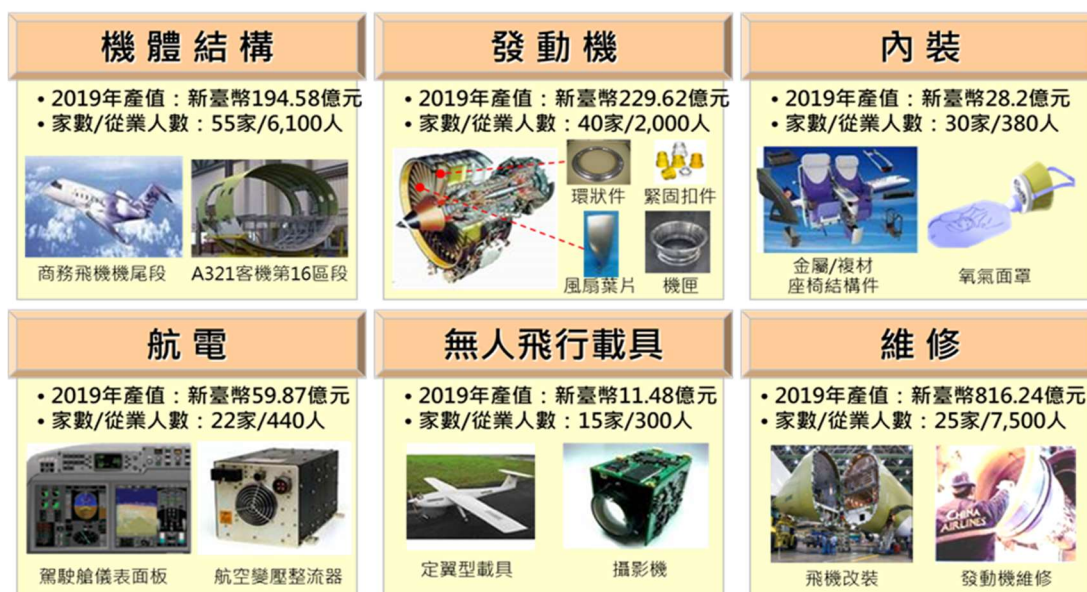 機體結構
• 2019年產值：新臺幣194.58億元
• 家數/從業人數：55家/6,100人
商務飛機機尾段
A321客機第16區段
發動機
• 2019年產值：新臺幣229.62億元
• 家數/從業人數：40家/2,000人
環狀件
緊固扣件
風扇葉片
機匣
內裝
• 2019年產值：新臺幣28.2億元
• 家數/從業人數：30家/380人
金屬/複材
座椅結構件
氧氣面罩
航電
• 2019年產值：新臺幣59.87億元
• 家數/從業人數：22家/440人
駕駛艙儀表面板
航空變壓整流器
無人飛行載具
• 2019年產值：新臺幣11.48億元
• 家數/從業人數：15家/300人
定翼型載具
攝影機
維修
• 2019年產值：新臺幣816.24億元
• 家數/從業人數：25家/7,500人
飛機改裝
CHINA
AIRLINES
發動機維修